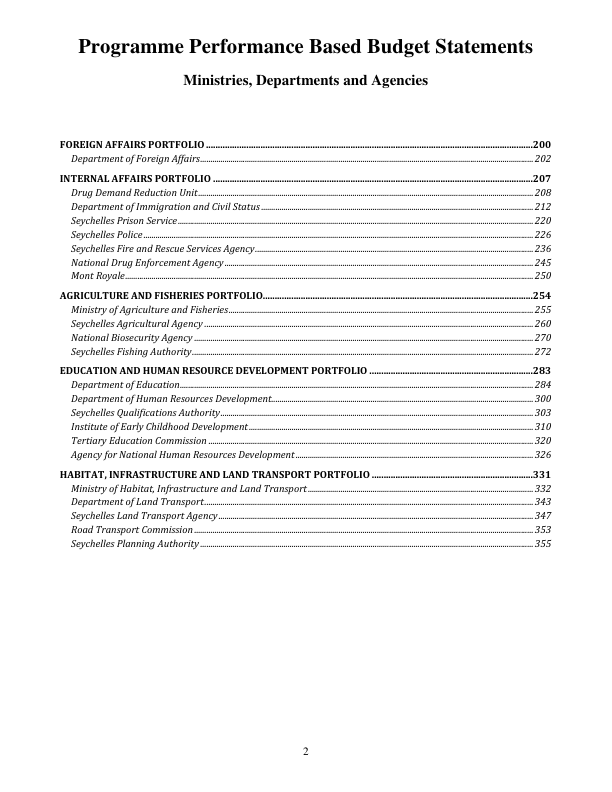 Programme Performance Based Budget Statements
Ministries, Departments and Agencies
FOREIGN AFFAIRS PORTFOLIO ... 200
Department of Foreign Affairs ... 202
INTERNAL AFFAIRS PORTFOLIO ... 207
Drug Demand Reduction Unit ... 208
Department of Immigration and Civil Status ... 212
Seychelles Prison Service ... 220
Seychelles Police ... 226
Seychelles Fire and Rescue Services Agency ... 236
National Drug Enforcement Agency ... 245
Mont Royale ... 250
AGRICULTURE AND FISHERIES PORTFOLIO ... 254
Ministry of Agriculture and Fisheries ... 255
Seychelles Agricultural Agency ... 260
National Biosecurity Agency ... 270
Seychelles Fishing Authority ... 272
EDUCATION AND HUMAN RESOURCE DEVELOPMENT PORTFOLIO ... 283
Department of Education ... 284
Department of Human Resources Development ... 300
Seychelles Qualifications Authority ... 303
Institute of Early Childhood Development ... 310
Tertiary Education Commission ... 320
Agency for National Human Resources Development ... 326
HABITAT, INFRASTRUCTURE AND LAND TRANSPORT PORTFOLIO ... 331
Ministry of Habitat, Infrastructure and Land Transport ... 332
Department of Land Transport ... 343
Seychelles Land Transport Agency ... 347
Road Transport Commission ... 353
Seychelles Planning Authority ... 355
2